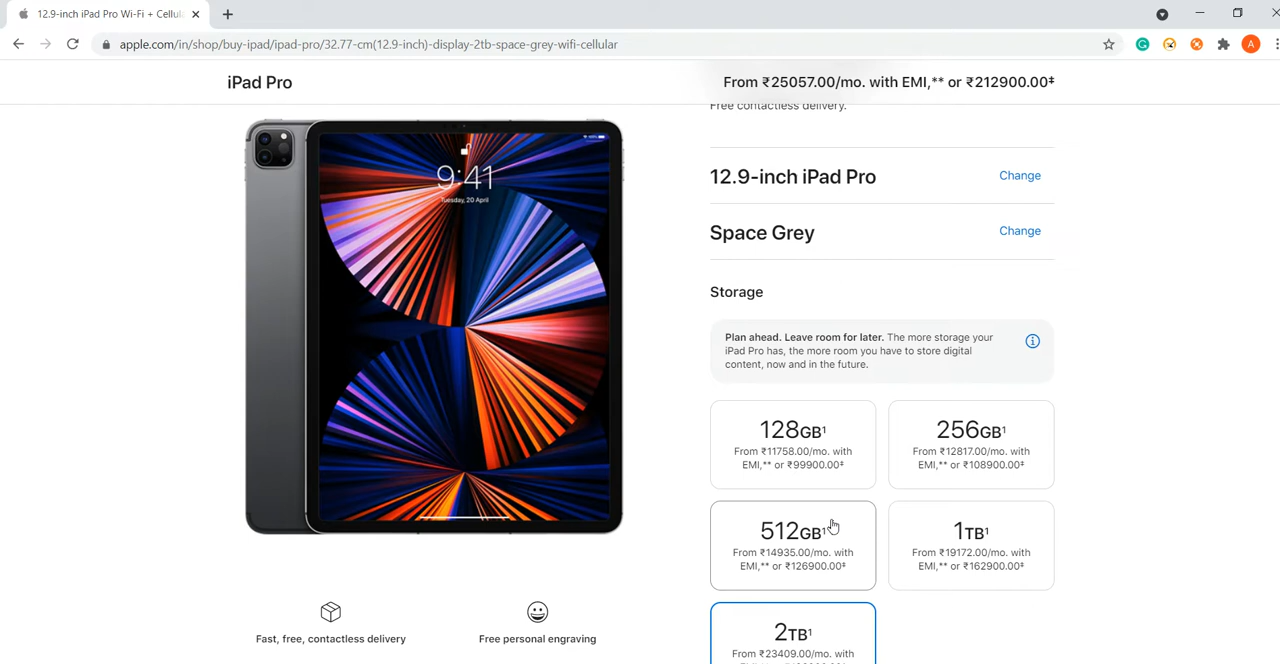 12.9-inch iPad Pro Wi-Fi + Cellula
apple.com/in/shop/buy-ipad/ipad-pro/32.77-cm(12.9-inch)-display-2tb-space-grey-wifi-cellular
A
iPad Pro
From ₹25057.00/mo. with EMI,** or ₹212900.00‡
Free contactless delivery.
9:41
Tuesday, 20 April
12.9-inch iPad Pro
Change
Space Grey
Change
Storage
Plan ahead. Leave room for later. The more storage your
iPad Pro has, the more room you have to store digital
content, now and in the future.
128GB¹
From ₹11758.00/mo. with
EMI,** or ₹99900.00‡
256GB¹
From ₹12817.00/mo. with
EMI,** or ₹108900.00‡
512GB¹
From ₹14935.00/mo. with
EMI,** or ₹126900.00‡
1TB¹
From ₹19172.00/mo. with
EMI,** or ₹162900.00‡
2TB¹
From ₹23409.00/mo. with
Fast, free, contactless delivery
Free personal engraving